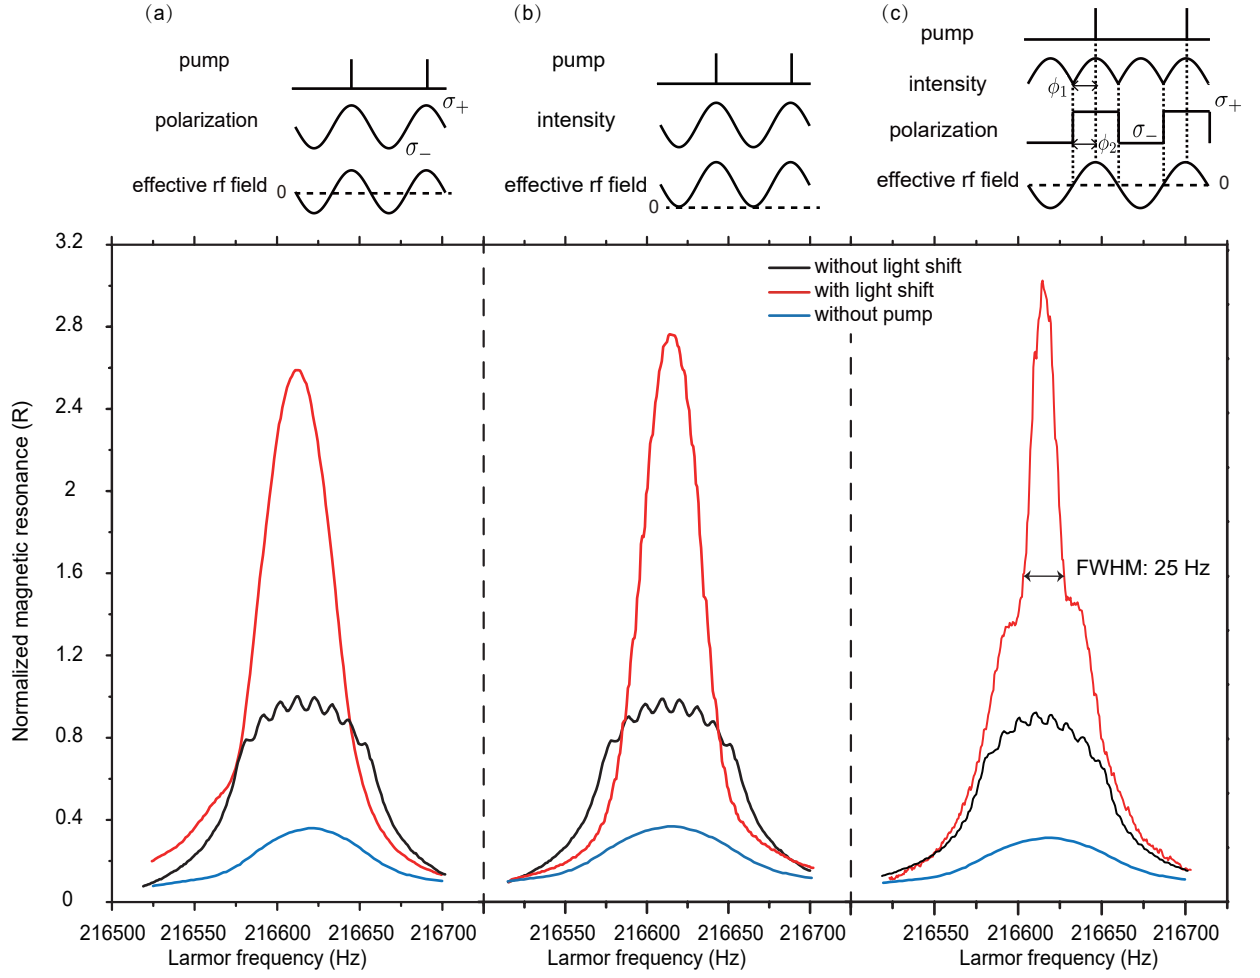 (a)
pump
polarization
σ+
σ−
effective rf field
0
(b)
pump
intensity
effective rf field
0
(c)
pump
intensity
ϕ1
σ+
polarization
σ−
ϕ2
effective rf field
0
without light shift
with light shift
without pump
FWHM: 25 Hz
Normalized magnetic resonance (R)
3.2
2.8
2.4
2
1.6
1.2
0.8
0.4
0
216500 216550 216600 216650 216700
216550 216600 216650 216700
216550 216600 216650 216700
Larmor frequency (Hz)
Larmor frequency (Hz)
Larmor frequency (Hz)